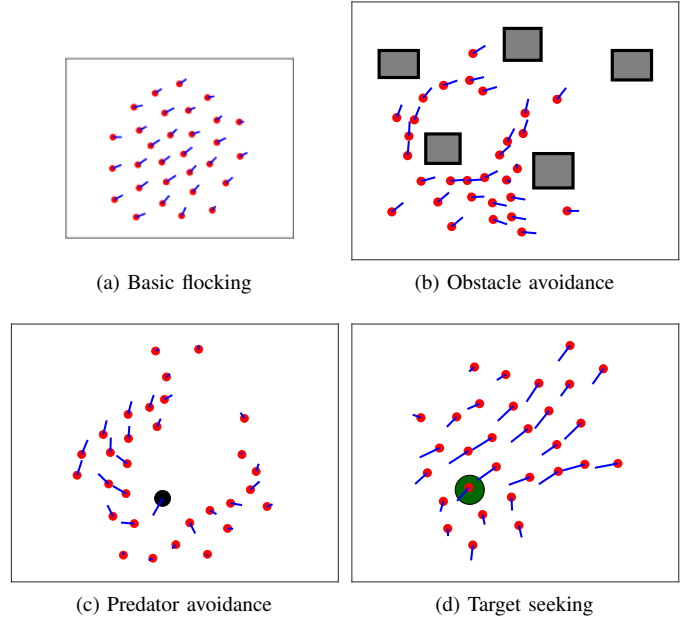 (a) Basic flocking
(b) Obstacle avoidance
(c) Predator avoidance
(d) Target seeking